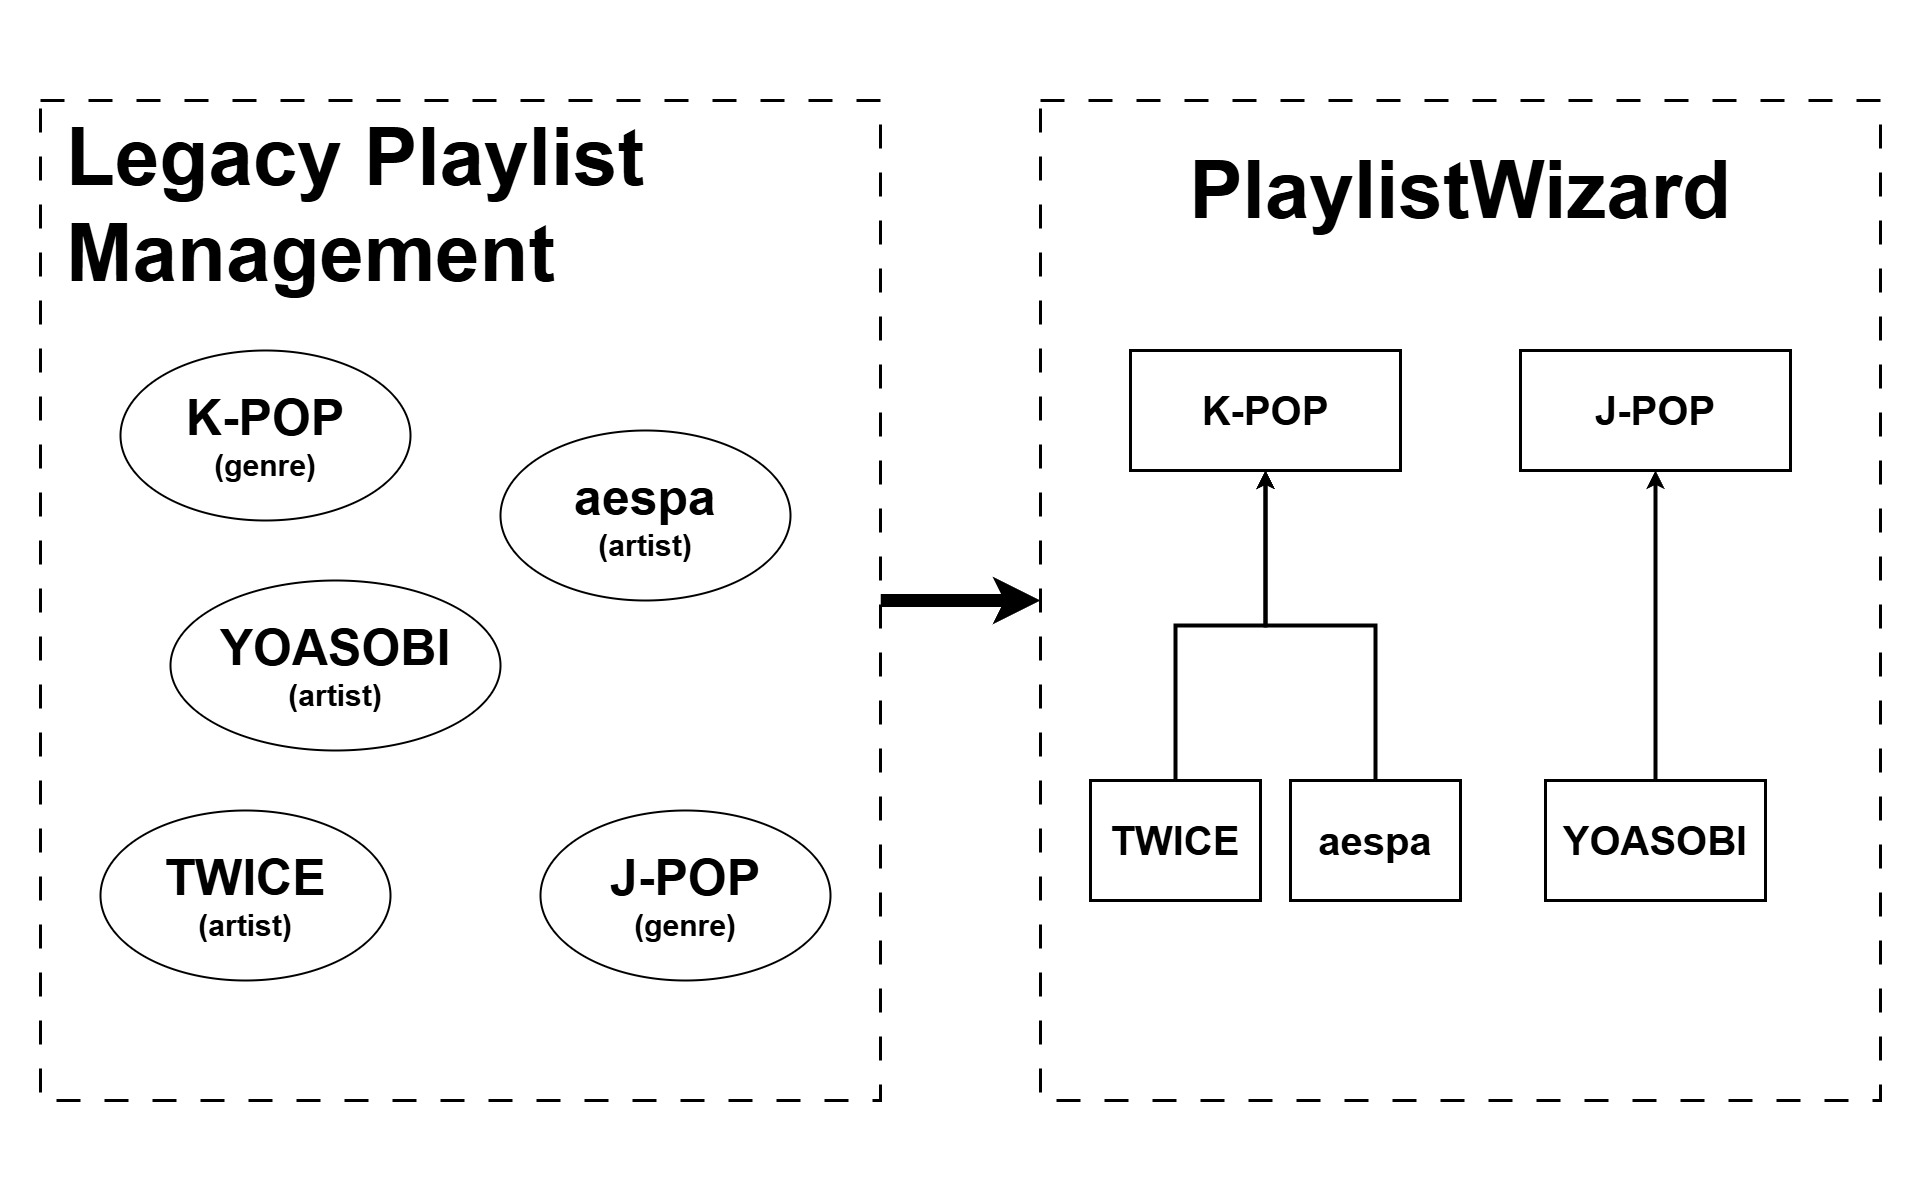 Legacy Playlist
Management
K-POP
(genre)
aespa
(artist)
YOASOBI
(artist)
TWICE
(artist)
J-POP
(genre)
PlaylistWizard
K-POP
J-POP
TWICE
aespa
YOASOBI